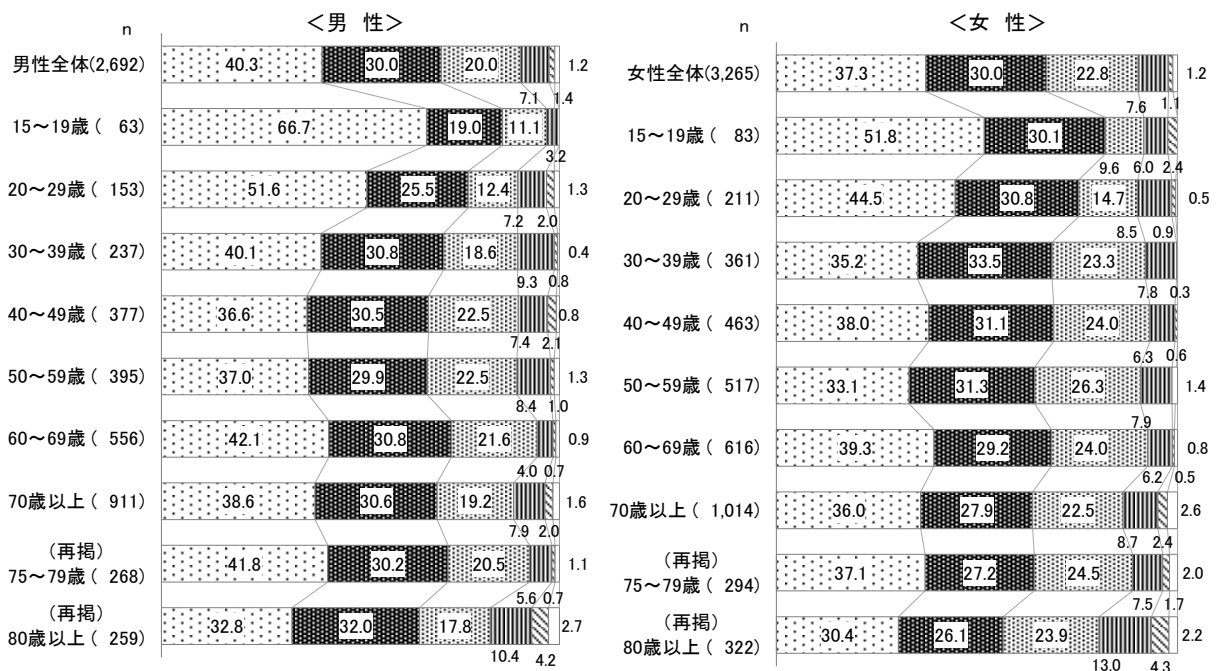 ＜男 性＞
n
男性全体(2,692) 40.3 30.0 20.0 1.2
7.1 1.4
15～19歳( 63) 66.7 19.0 11.1
3.2
20～29歳( 153) 51.6 25.5 12.4 1.3
7.2 2.0
30～39歳( 237) 40.1 30.8 18.6 0.4
9.3 0.8
40～49歳( 377) 36.6 30.5 22.5 0.8
7.4 2.1
50～59歳( 395) 37.0 29.9 22.5 1.3
8.4 1.0
60～69歳( 556) 42.1 30.8 21.6 0.9
4.0 0.7
70歳以上( 911) 38.6 30.6 19.2 1.6
7.9 2.0
(再掲)
75～79歳( 268) 41.8 30.2 20.5 1.1
5.6 0.7
(再掲)
80歳以上( 259) 32.8 32.0 17.8 2.7
10.4 4.2
＜女 性＞
n
女性全体(3,265) 37.3 30.0 22.8 1.2
7.6 1.1
15～19歳( 83) 51.8 30.1
9.6 6.0 2.4
20～29歳( 211) 44.5 30.8 14.7 0.5
8.5 0.9
30～39歳( 361) 35.2 33.5 23.3
7.8 0.3
40～49歳( 463) 38.0 31.1 24.0
6.3 0.6
50～59歳( 517) 33.1 31.3 26.3 1.4
7.9
60～69歳( 616) 39.3 29.2 24.0 0.8
6.2 0.5
70歳以上( 1,014) 36.0 27.9 22.5 2.6
8.7 2.4
(再掲)
75～79歳( 294) 37.1 27.2 24.5 2.0
7.5 1.7
(再掲)
80歳以上( 322) 30.4 26.1 23.9 2.2
13.0 4.3